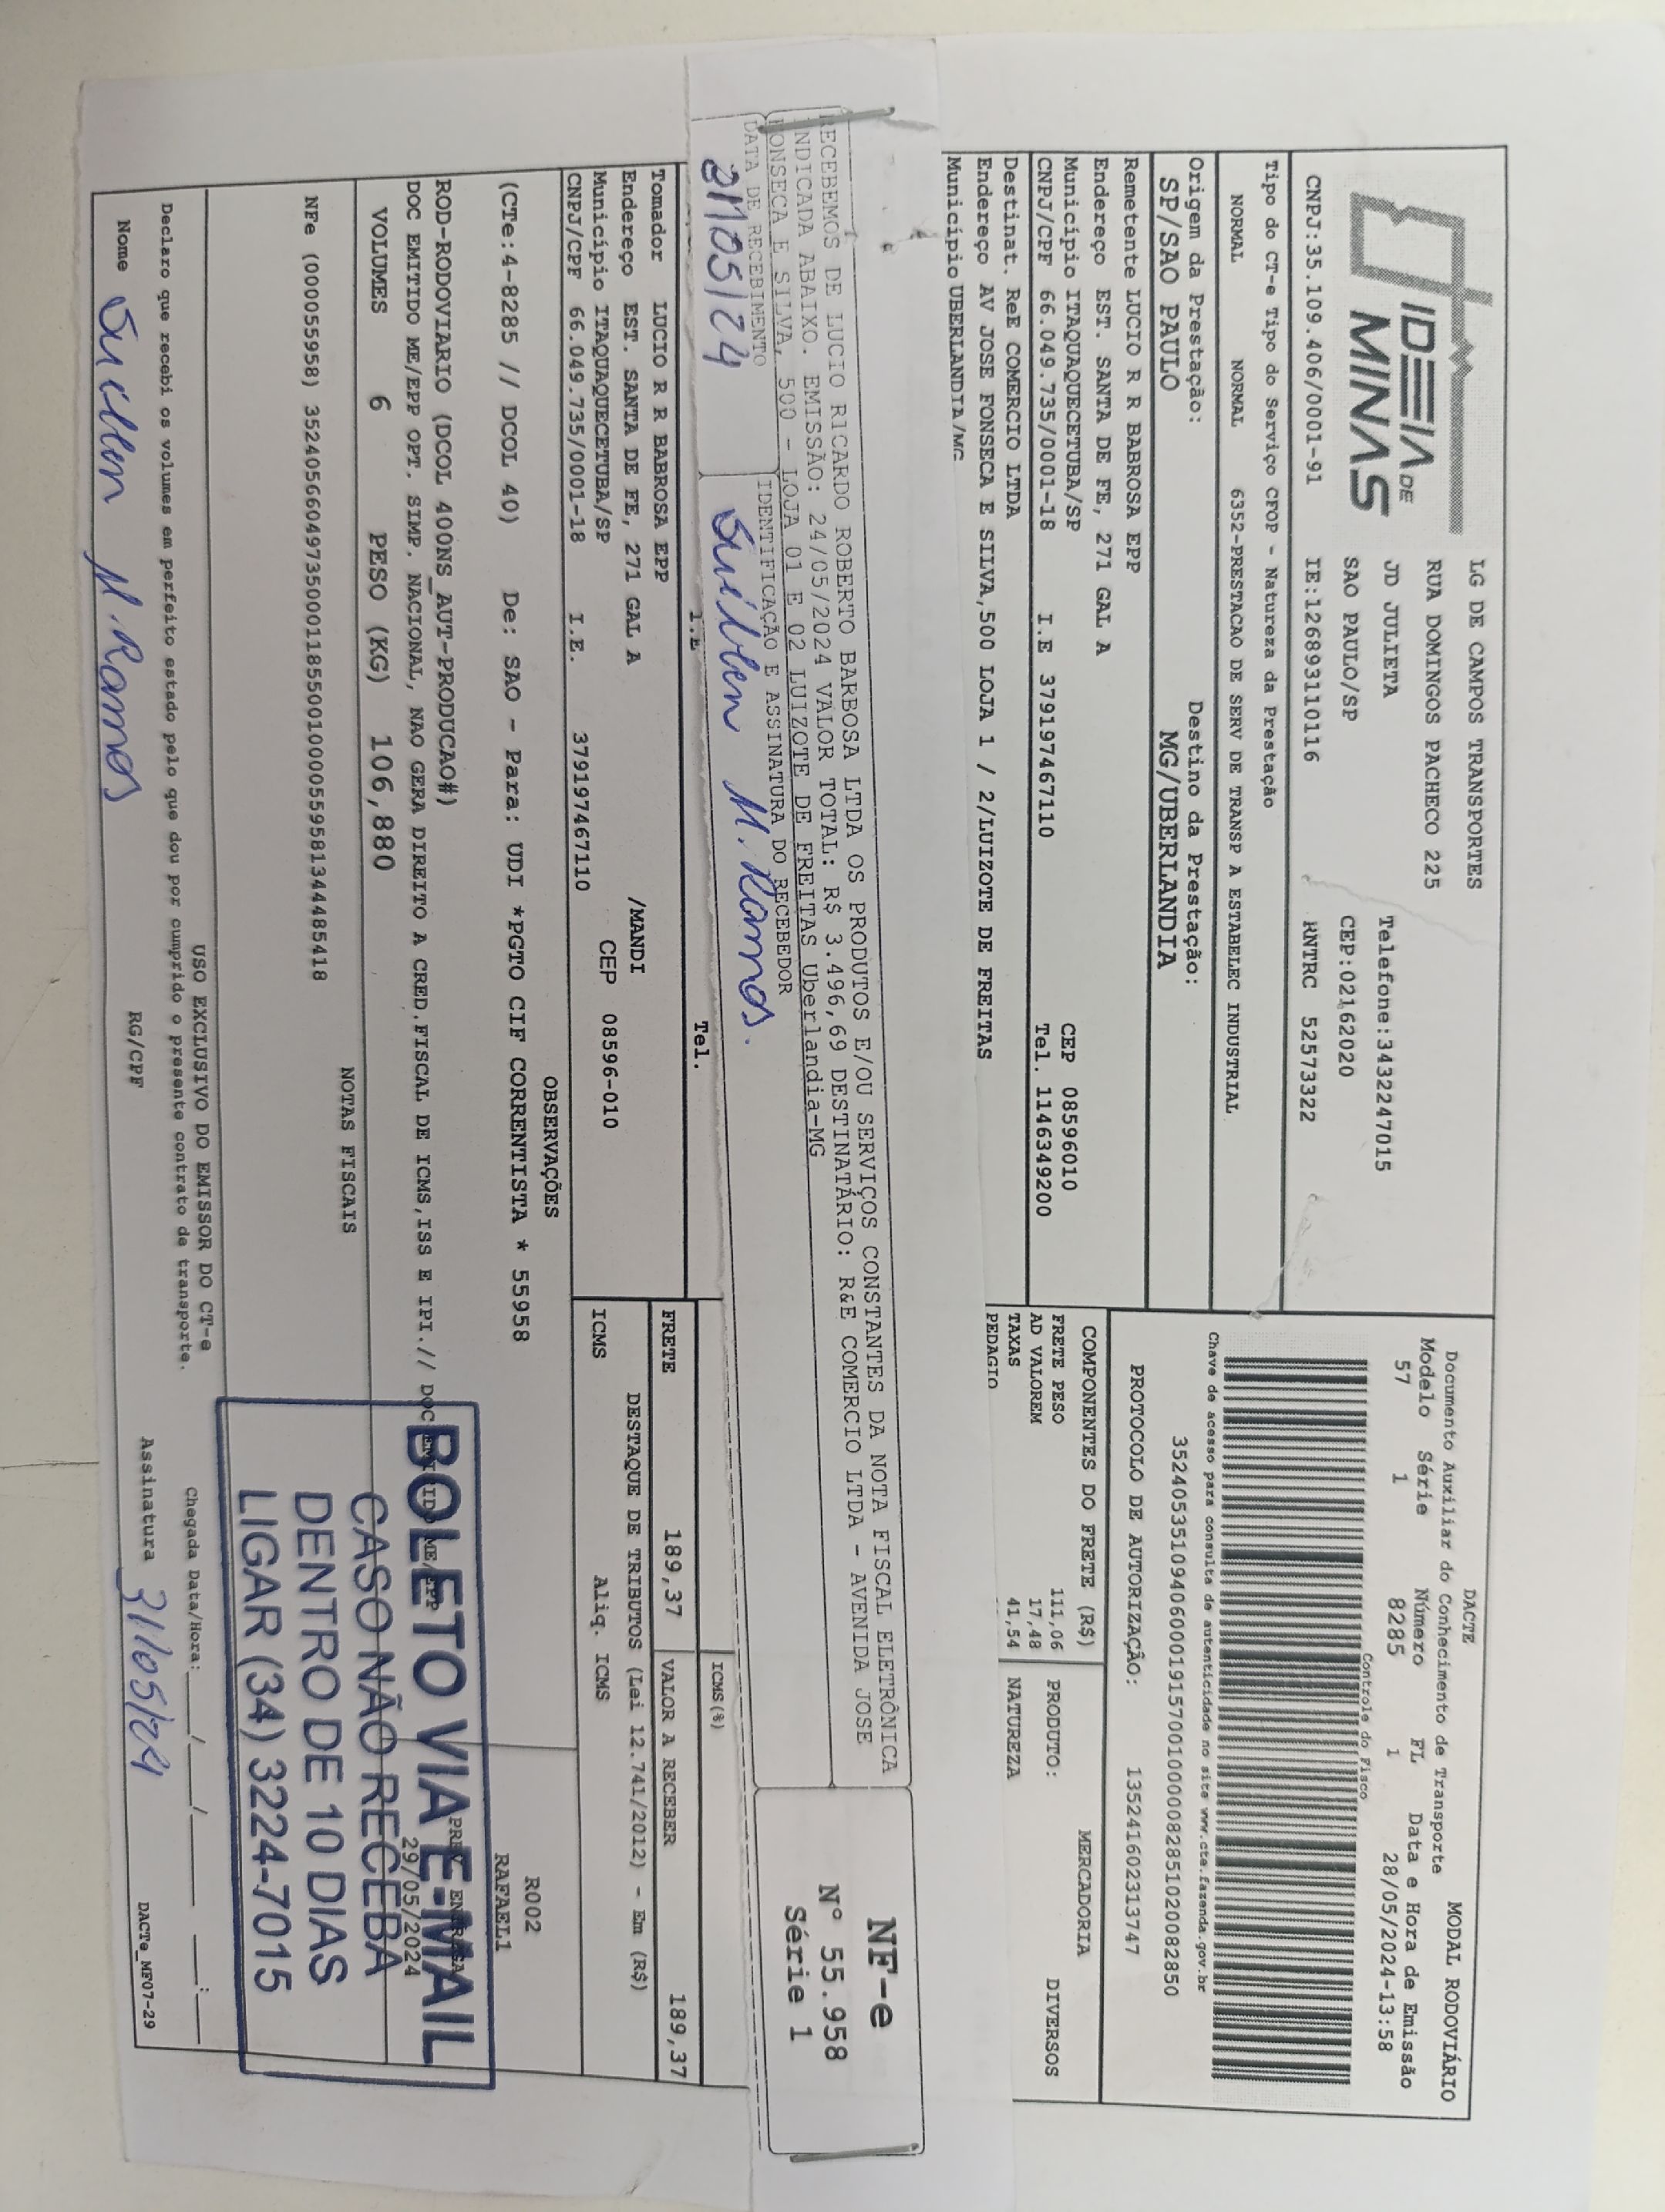 IDEIA DE
MINAS
LG DE CAMPOS TRANSPORTES
RUA DOMINGOS PACHECO 225
JD JULIETA
SAO PAULO/SP
Telefone:3432247015
CEP:02162020
CNPJ:35.109.406/0001-91 IE:126893110116 RNTRC 52573322
DACTE MODAL RODOVIÁRIO
Documento Auxiliar do Conhecimento de Transporte
Modelo Série Número FL Data e Hora de Emissão
57 1 8285 1 28/05/2024-13:58
Controle do Fisco
Chave de acesso para consulta de autenticidade no site www.cte.fazenda.gov.br
35240535109406000191570010000082851020082850
PROTOCOLO DE AUTORIZAÇÃO: 135241602313747
Tipo do CT-e Tipo do Serviço CFOP - Natureza da Prestação
NORMAL NORMAL 6352-PRESTACAO DE SERV DE TRANSP A ESTABELEC INDUSTRIAL
Origem da Prestação: Destino da Prestação:
SP/SAO PAULO MG/UBERLANDIA
Remetente LUCIO R R BABROSA EPP
Endereço EST. SANTA DE FE, 271 GAL A
Município ITAQUAQUECETUBA/SP CEP 08596010
CNPJ/CPF 66.049.735/0001-18 I.E 379197467110 Tel. 1146349200
Destinat. ReE COMERCIO LTDA
Endereço AV JOSE FONSECA E SILVA,500 LOJA 1 / 2/LUIZOTE DE FREITAS
Município UBERLANDIA/MG
COMPONENTES DO FRETE (R$)
FRETE PESO 111,06
AD VALOREM 17,48
TAXAS 41,54
PEDAGIO
MERCADORIA
PRODUTO: DIVERSOS
NATUREZA
RECEBEMOS DE LUCIO RICARDO ROBERTO BARBOSA LTDA OS PRODUTOS E/OU SERVIÇOS CONSTANTES DA NOTA FISCAL ELETRÔNICA
INDICADA ABAIXO. EMISSÃO: 24/05/2024 VALOR TOTAL: R$ 3.496,69 DESTINATÁRIO: R&E COMERCIO LTDA - AVENIDA JOSE
FONSECA E SILVA, 500 - LOJA 01 E 02 LUIZOTE DE FREITAS Uberlandia-MG
DATA DE RECEBIMENTO IDENTIFICAÇÃO E ASSINATURA DO RECEBEDOR
Suellen M. Ramos.
NF-e
Nº 55.958
Série 1
I.E Tel. ICMS(%)
Tomador LUCIO R R BABROSA EPP
Endereço EST. SANTA DE FE, 271 GAL A /MANDI
Município ITAQUAQUECETUBA/SP CEP 08596-010
CNPJ/CPF 66.049.735/0001-18 I.E. 379197467110
FRETE 189,37 VALOR A RECEBER 189,37
DESTAQUE DE TRIBUTOS (Lei 12.741/2012) - Em (R$)
ICMS Aliq. ICMS
OBSERVAÇÕES
(CTe:4-8285 // DCOL 40) De: SAO - Para: UDI *PGTO CIF CORRENTISTA * 55958
R002
RAFAEL1
ROD-RODOVIARIO (DCOL 400ONS_AUT-PRODUCAO#)
DOC EMITIDO ME/EPP OPT. SIMP. NACIONAL, NAO GERA DIREITO A CRED.FISCAL DE ICMS,ISS E IPI.// DOC EMITIDO ME/EPP
29/05/2024
VOLUMES 6 PESO (KG) 106,880
NOTAS FISCAIS
NFe (000055958) 35240566049735000118550010000559581344485418
BOLETO VIA E-MAIL
CASO NÃO RECEBA
DENTRO DE 10 DIAS
LIGAR (34) 3224-7015
USO EXCLUSIVO DO EMISSOR DO CT-e
Declaro que recebi os volumes em perfeito estado pelo que dou por cumprido o presente contrato de transporte.
Chegada Data/Hora: ___/___/_____ __:__
Nome Suellen M. Ramos RG/CPF Assinatura 31/05/24
DACTe_MF07-29